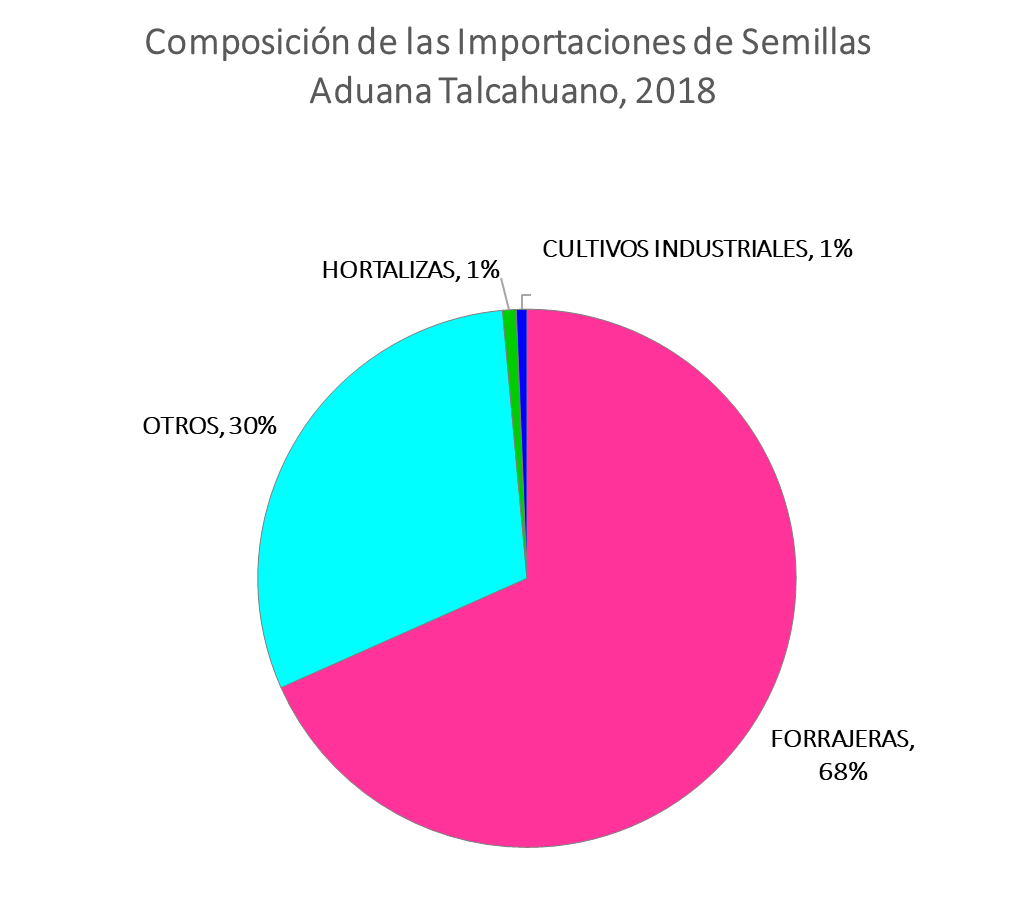 Composición de las Importaciones de Semillas
Aduana Talcahuano, 2018
CULTIVOS INDUSTRIALES, 1%
HORTALIZAS, 1%
OTROS, 30%
FORRAJERAS,
68%